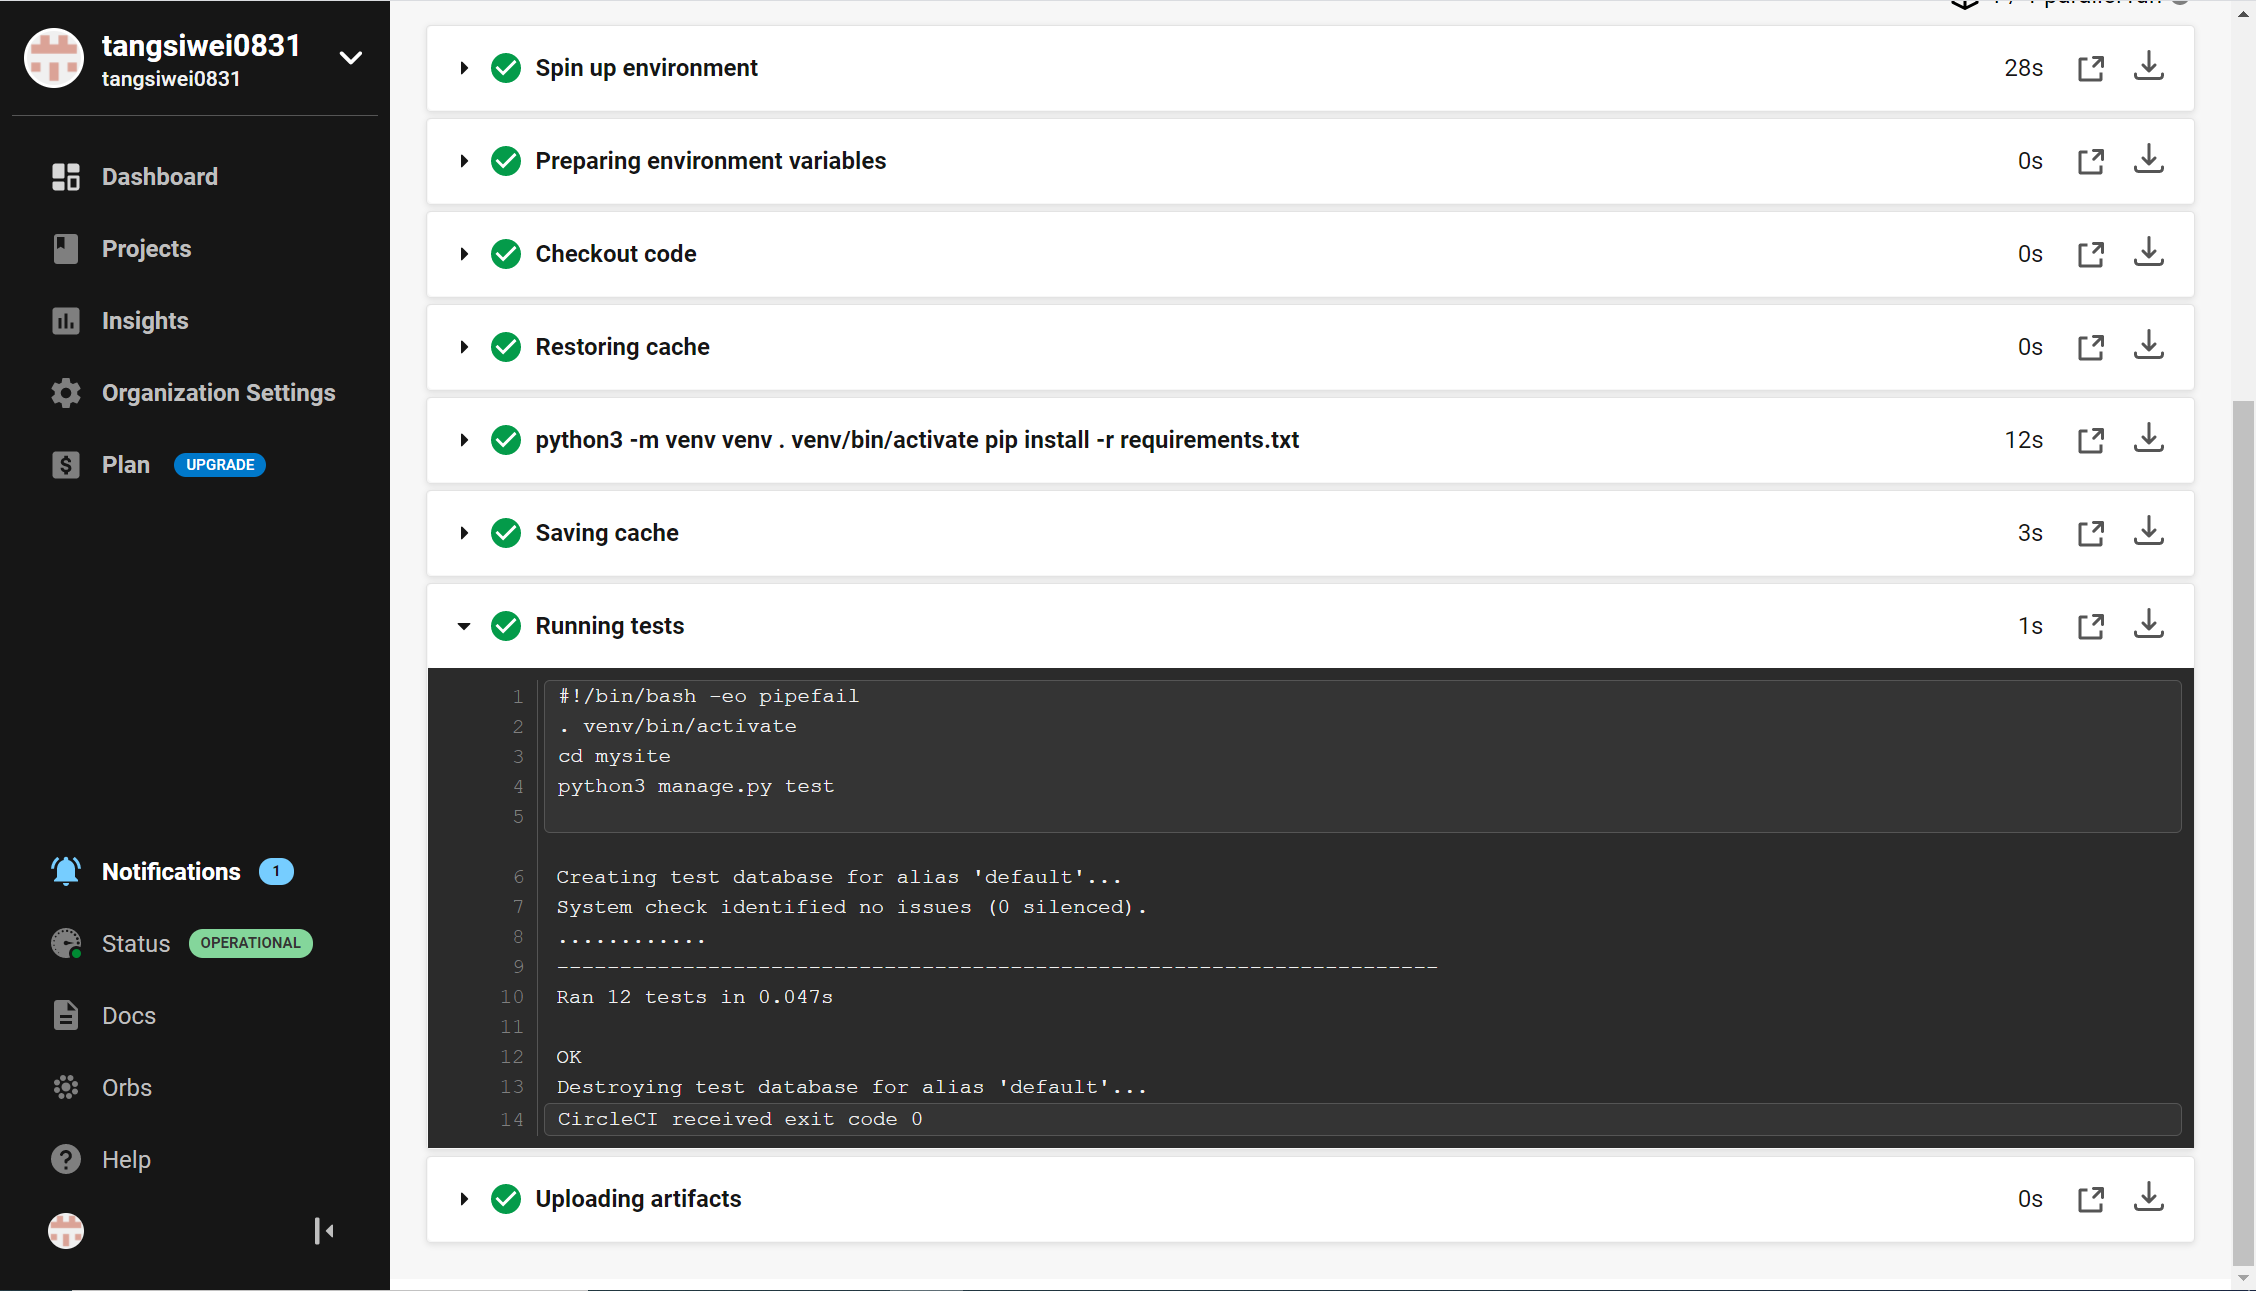 tangsiwei0831
tangsiwei0831
Dashboard
Projects
Insights
Organization Settings
Plan UPGRADE
Notifications 1
Status OPERATIONAL
Docs
Orbs
Help
Spin up environment 28s
Preparing environment variables 0s
Checkout code 0s
Restoring cache 0s
python3 -m venv venv . venv/bin/activate pip install -r requirements.txt 12s
Saving cache 3s
Running tests 1s
1 #!/bin/bash -eo pipefail
2 . venv/bin/activate
3 cd mysite
4 python3 manage.py test
5
6 Creating test database for alias 'default'...
7 System check identified no issues (0 silenced).
8 ............
9 ----------------------------------------------------------------------
10 Ran 12 tests in 0.047s
11
12 OK
13 Destroying test database for alias 'default'...
14 CircleCI received exit code 0
Uploading artifacts 0s